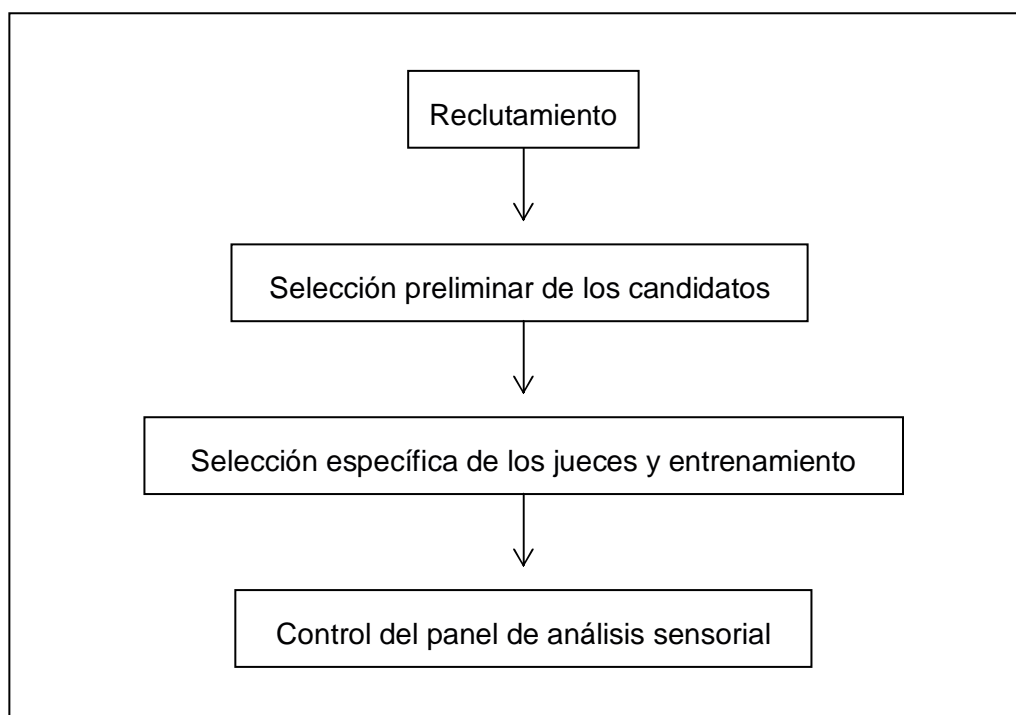 Reclutamiento
Selección preliminar de los candidatos
Selección específica de los jueces y entrenamiento
Control del panel de análisis sensorial